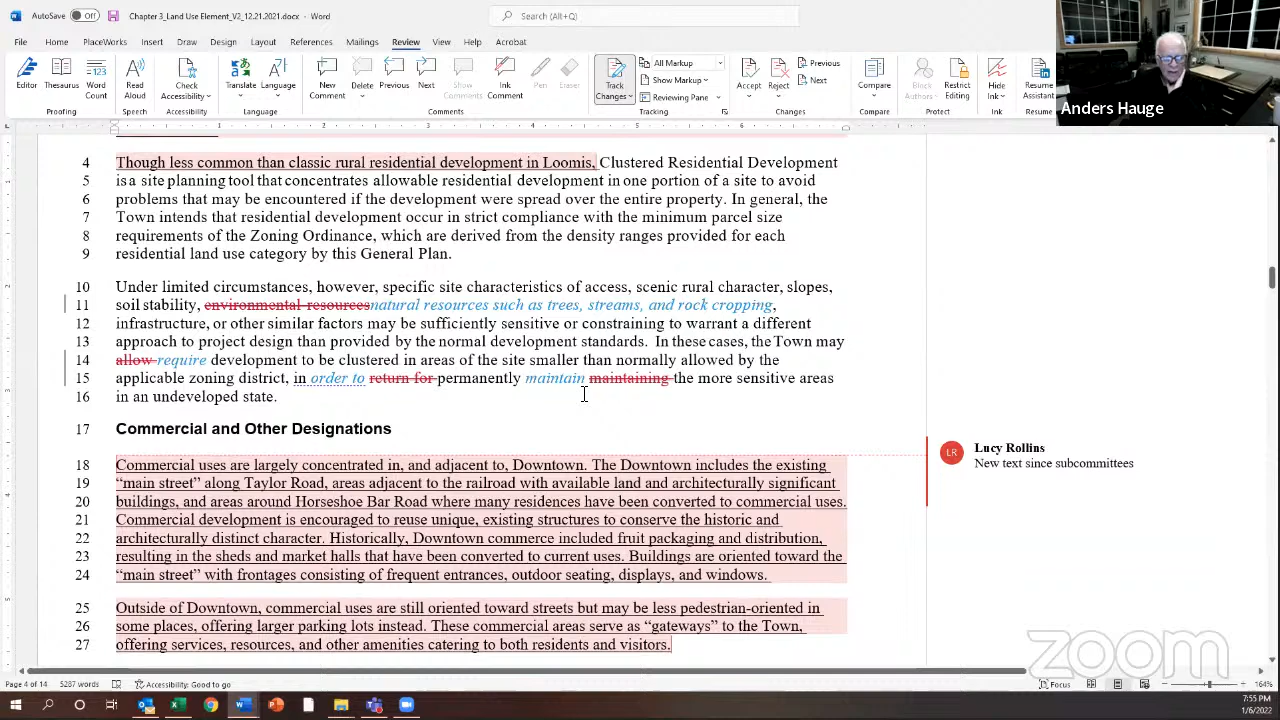 AutoSave Off
Chapter 3_Land Use Element_V2_12.21.2021.docx - Word
Search (Alt+Q)
File Home PlaceWorks Insert Draw Design Layout References Mailings Review View Help Acrobat
Editor
Thesaurus
Word Count
Proofing
Read Aloud
Speech
Check Accessibility
Accessibility
Translate
Language
Language
New Comment
Delete
Previous
Next
Comments
Ink Comment
Pen
Eraser
Track Changes
All Markup
Show Markup
Reviewing Pane
Tracking
Accept
Reject
Previous
Next
Changes
Compare
Compare
Block Authors
Restrict Editing
Protect
Hide Ink
Ink
Resume Assistant
Resume
Anders Hauge
4 Though less common than classic rural residential development in Loomis, Clustered Residential Development
5 is a site planning tool that concentrates allowable residential development in one portion of a site to avoid
6 problems that may be encountered if the development were spread over the entire property. In general, the
7 Town intends that residential development occur in strict compliance with the minimum parcel size
8 requirements of the Zoning Ordinance, which are derived from the density ranges provided for each
9 residential land use category by this General Plan.
10 Under limited circumstances, however, specific site characteristics of access, scenic rural character, slopes,
11 soil stability, environmental resourcesnatural resources such as trees, streams, and rock cropping,
12 infrastructure, or other similar factors may be sufficiently sensitive or constraining to warrant a different
13 approach to project design than provided by the normal development standards. In these cases, the Town may
14 allow require development to be clustered in areas of the site smaller than normally allowed by the
15 applicable zoning district, in order to return for permanently maintain maintaining the more sensitive areas
16 in an undeveloped state.
17 Commercial and Other Designations
18 Commercial uses are largely concentrated in, and adjacent to, Downtown. The Downtown includes the existing
19 “main street” along Taylor Road, areas adjacent to the railroad with available land and architecturally significant
20 buildings, and areas around Horseshoe Bar Road where many residences have been converted to commercial uses.
21 Commercial development is encouraged to reuse unique, existing structures to conserve the historic and
22 architecturally distinct character. Historically, Downtown commerce included fruit packaging and distribution,
23 resulting in the sheds and market halls that have been converted to current uses. Buildings are oriented toward the
24 “main street” with frontages consisting of frequent entrances, outdoor seating, displays, and windows.
25 Outside of Downtown, commercial uses are still oriented toward streets but may be less pedestrian-oriented in
26 some places, offering larger parking lots instead. These commercial areas serve as “gateways” to the Town,
27 offering services, resources, and other amenities catering to both residents and visitors.
LR Lucy Rollins
New text since subcommittees
zoom
Page 4 of 14 5287 words Accessibility: Good to go Focus 164%
7:55 PM
1/6/2022